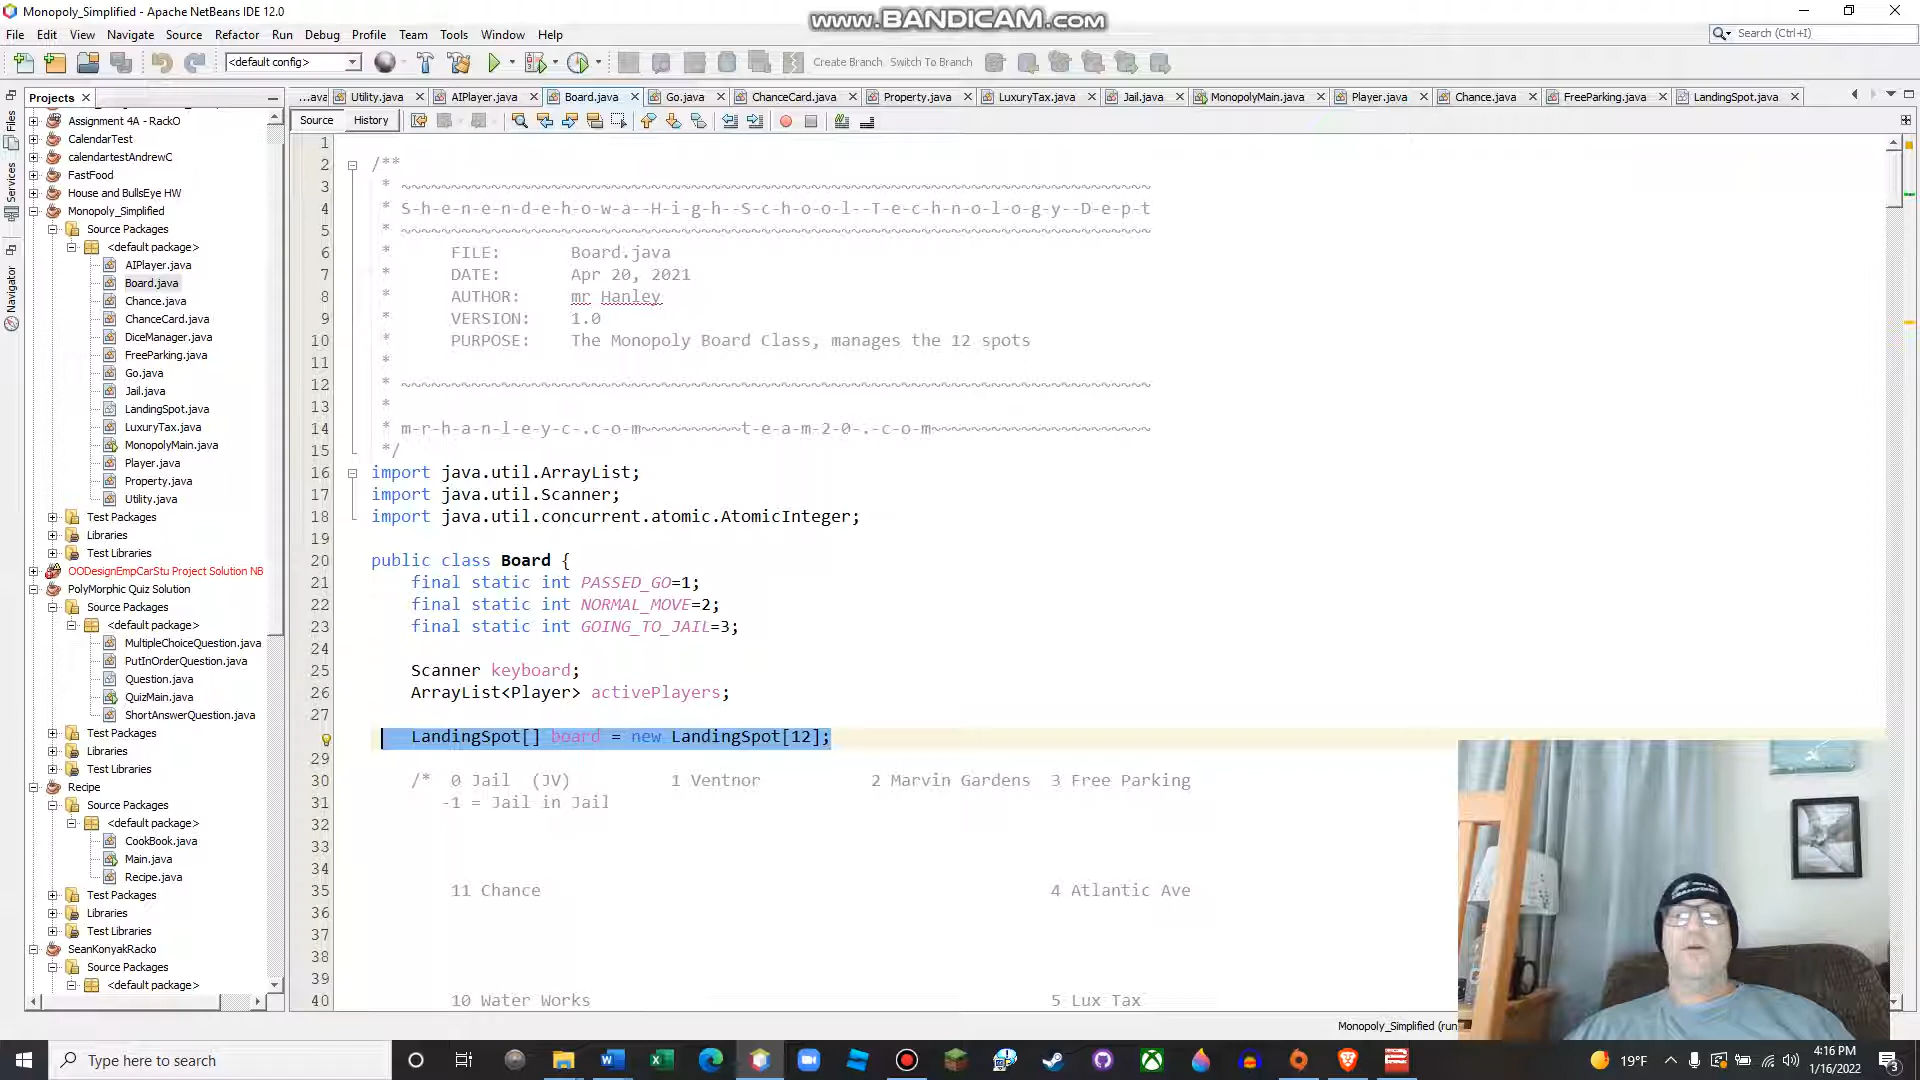 Monopoly_Simplified - Apache NetBeans IDE 12.0
www.BANDICAM.com
File Edit View Navigate Source Refactor Run Debug Profile Team Tools Window Help
Search (Ctrl+I)
<default config>
Create Branch Switch To Branch
Projects
...ava Utility.java AIPlayer.java Board.java Go.java ChanceCard.java Property.java LuxuryTax.java Jail.java MonopolyMain.java Player.java Chance.java FreeParking.java LandingSpot.java
Source History
Files
Services
Navigator
Assignment 4A - RackO
CalendarTest
calendartestAndrewC
FastFood
House and BullsEye HW
Monopoly_Simplified
Source Packages
<default package>
AIPlayer.java
Board.java
Chance.java
ChanceCard.java
DiceManager.java
FreeParking.java
Go.java
Jail.java
LandingSpot.java
LuxuryTax.java
MonopolyMain.java
Player.java
Property.java
Utility.java
Test Packages
Libraries
Test Libraries
OODesignEmpCarStu Project Solution NB
PolyMorphic Quiz Solution
Source Packages
<default package>
MultipleChoiceQuestion.java
PutInOrderQuestion.java
Question.java
QuizMain.java
ShortAnswerQuestion.java
Test Packages
Libraries
Test Libraries
Recipe
Source Packages
<default package>
CookBook.java
Main.java
Recipe.java
Test Packages
Libraries
Test Libraries
SeanKonyakRacko
Source Packages
<default package>
1
2 /**
3 * ~~~~~~~~~~~~~~~~~~~~~~~~~~~~~~~~~~~~~~~~~~~~~~~~~~~~~~~~~~~~~~~~~~~~~~~~~~~
4 * S-h-e-n-e-n-d-e-h-o-w-a--H-i-g-h--S-c-h-o-o-l--T-e-c-h-n-o-l-o-g-y--D-e-p-t
5 * ~~~~~~~~~~~~~~~~~~~~~~~~~~~~~~~~~~~~~~~~~~~~~~~~~~~~~~~~~~~~~~~~~~~~~~~~~~~
6 * FILE: Board.java
7 * DATE: Apr 20, 2021
8 * AUTHOR: mr Hanley
9 * VERSION: 1.0
10 * PURPOSE: The Monopoly Board Class, manages the 12 spots
11 *
12 * ~~~~~~~~~~~~~~~~~~~~~~~~~~~~~~~~~~~~~~~~~~~~~~~~~~~~~~~~~~~~~~~~~~~~~~~~~~~
13 *
14 * m-r-h-a-n-l-e-y-c-.c-o-m~~~~~~~~~~t-e-a-m-2-0-.-c-o-m~~~~~~~~~~~~~~~~~~~~~~
15 */
16 import java.util.ArrayList;
17 import java.util.Scanner;
18 import java.util.concurrent.atomic.AtomicInteger;
19
20 public class Board {
21 final static int PASSED_GO=1;
22 final static int NORMAL_MOVE=2;
23 final static int GOING_TO_JAIL=3;
24
25 Scanner keyboard;
26 ArrayList<Player> activePlayers;
27
LandingSpot[] board = new LandingSpot[12];
29
30 /* 0 Jail (JV) 1 Ventnor 2 Marvin Gardens 3 Free Parking
31 -1 = Jail in Jail
32
33
34
35 11 Chance 4 Atlantic Ave
36
37
38
39
40 10 Water Works 5 Lux Tax
Monopoly_Simplified (run
Type here to search
19°F
4:16 PM
1/16/2022
3